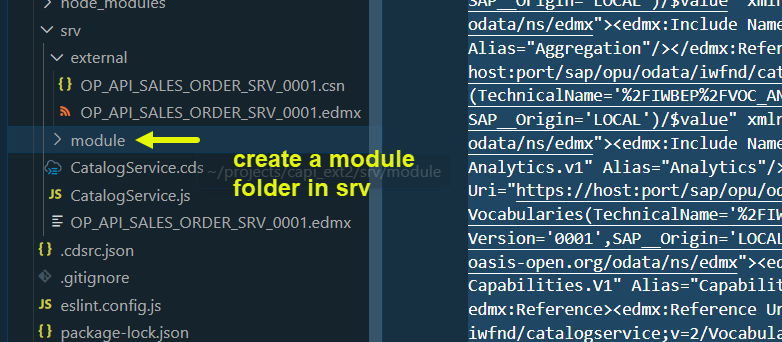 node_modules
srv
external
OP_API_SALES_ORDER_SRV_0001.csn
OP_API_SALES_ORDER_SRV_0001.edmx
module
CatalogService.cds
~/projects/capi_ext2/srv/module
CatalogService.js
OP_API_SALES_ORDER_SRV_0001.edmx
.cdsrc.json
.gitignore
eslint.config.js
package-lock.json
create a module
folder in srv
SAP__Origin='LOCAL')/$value" xmln
odata/ns/edmx"><edmx:Include Name
Alias="Aggregation"/></edmx:Refer
host:port/sap/opu/odata/iwfnd/cat
(TechnicalName='%2FIWBEP%2FVOC_AN
SAP__Origin='LOCAL')/$value" xmln
odata/ns/edmx"><edmx:Include Name
Analytics.v1" Alias="Analytics"/>
Uri="https://host:port/sap/opu/od
Vocabularies(TechnicalName='%2FIW
Version='0001',SAP__Origin='LOCAL
oasis-open.org/odata/ns/edmx"><ed
Capabilities.V1" Alias="Capabilit
edmx:Reference><edmx:Reference Ur
iwfnd/catalogservice;v=2/Vocabula